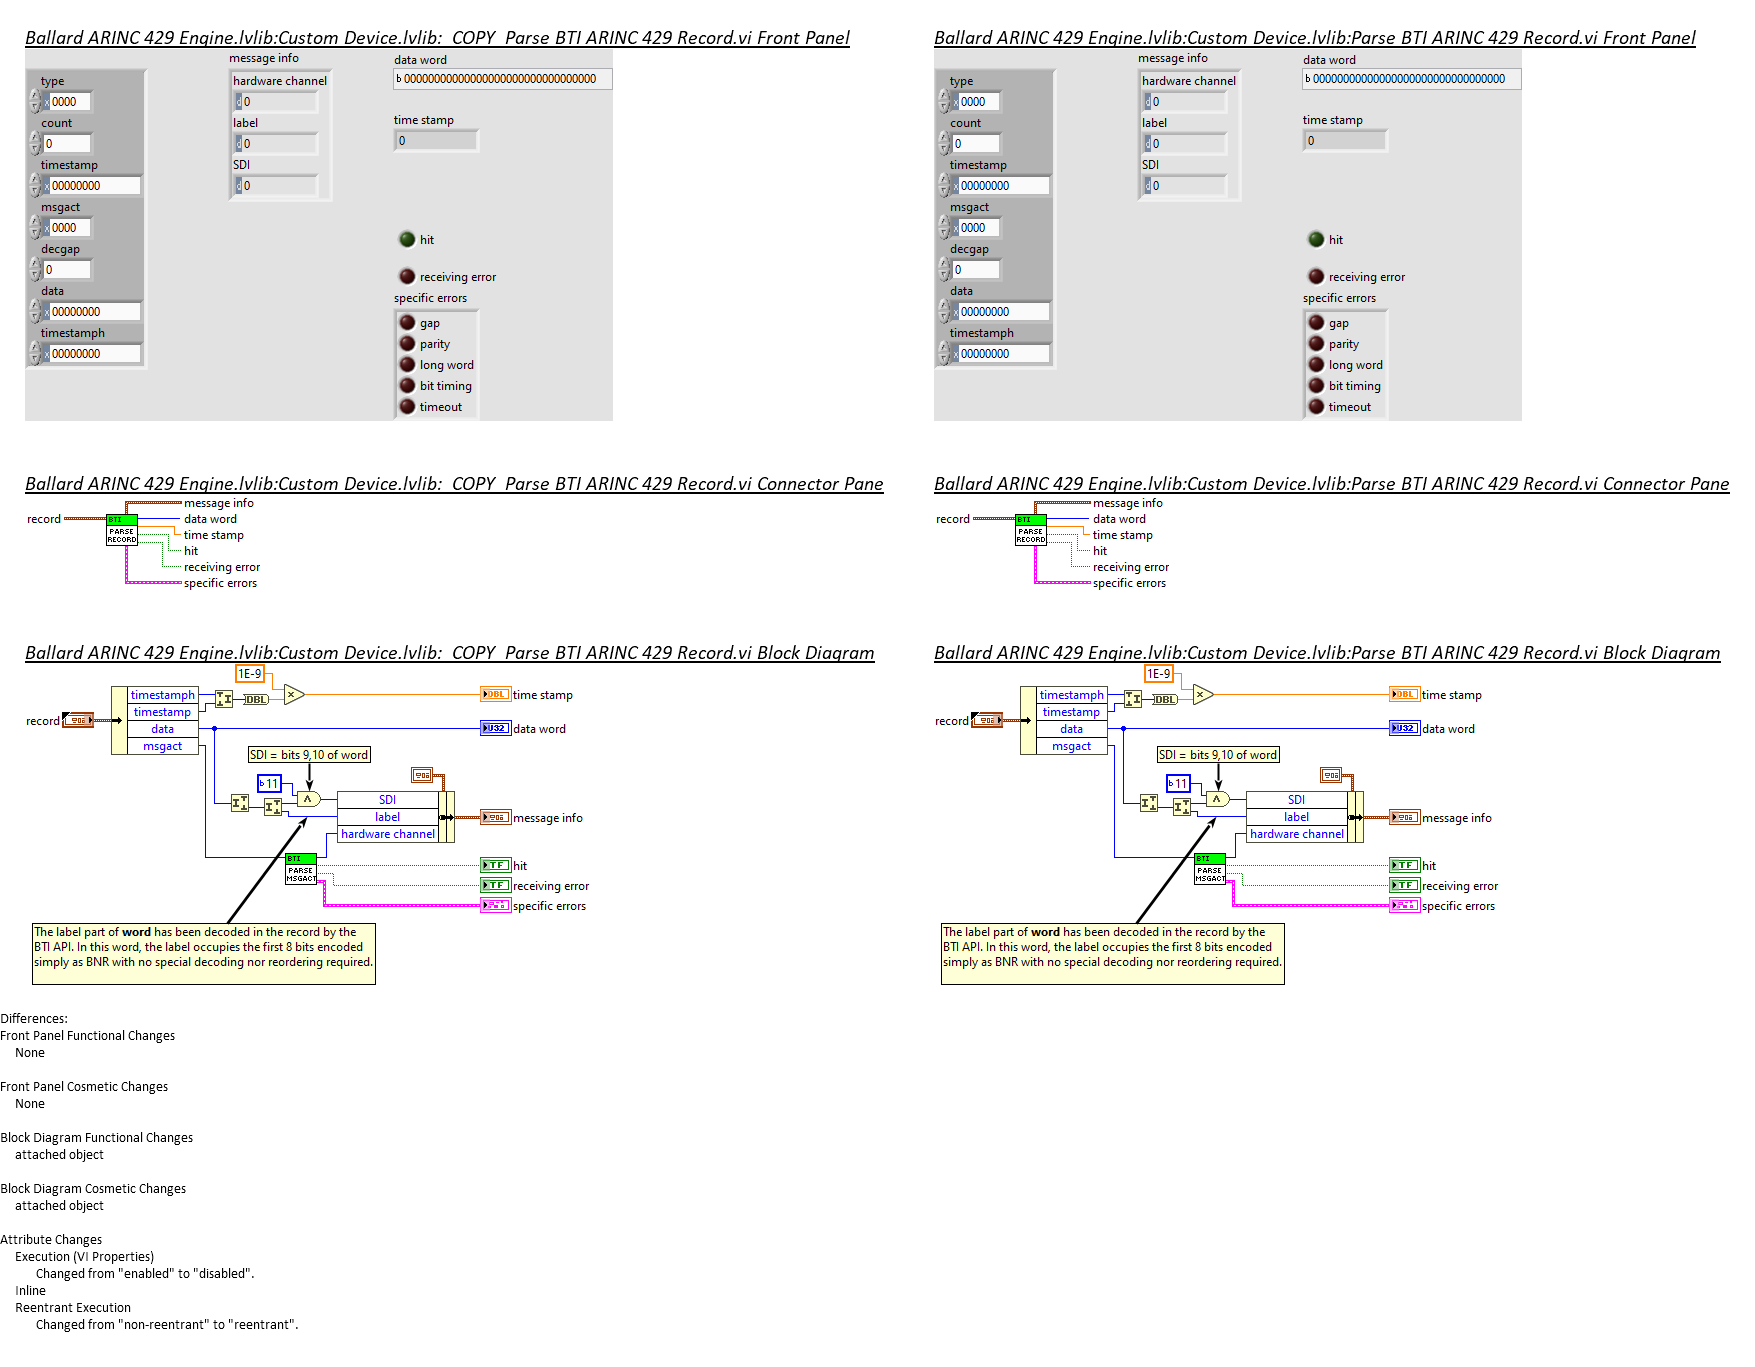 Ballard ARINC 429 Engine.lvlib:Custom Device.lvlib:_COPY_Parse BTI ARINC 429 Record.vi Front Panel
type
x 0000
count
0
timestamp
x 00000000
msgact
x 0000
decgap
0
data
x 00000000
timestamph
x 00000000
message info
hardware channel
d 0
label
d 0
SDI
d 0
data word
b 00000000000000000000000000000000
time stamp
0
hit
receiving error
specific errors
gap
parity
long word
bit timing
timeout
Ballard ARINC 429 Engine.lvlib:Custom Device.lvlib:Parse BTI ARINC 429 Record.vi Front Panel
type
x 0000
count
0
timestamp
x 00000000
msgact
x 0000
decgap
0
data
x 00000000
timestamph
x 00000000
message info
hardware channel
d 0
label
d 0
SDI
d 0
data word
b 00000000000000000000000000000000
time stamp
0
hit
receiving error
specific errors
gap
parity
long word
bit timing
timeout
Ballard ARINC 429 Engine.lvlib:Custom Device.lvlib:_COPY_Parse BTI ARINC 429 Record.vi Connector Pane
record
BTI
PARSE
RECORD
message info
data word
time stamp
hit
receiving error
specific errors
Ballard ARINC 429 Engine.lvlib:Custom Device.lvlib:Parse BTI ARINC 429 Record.vi Connector Pane
record
BTI
PARSE
RECORD
message info
data word
time stamp
hit
receiving error
specific errors
Ballard ARINC 429 Engine.lvlib:Custom Device.lvlib:_COPY_Parse BTI ARINC 429 Record.vi Block Diagram
1E-9
timestamph
DBL
DBL time stamp
record
timestamp
data
U32 data word
msgact
SDI = bits 9,10 of word
b 11
SDI
label
message info
hardware channel
BTI
PARSE
MSGACT
TF hit
TF receiving error
specific errors
The label part of word has been decoded in the record by the
BTI API. In this word, the label occupies the first 8 bits encoded
simply as BNR with no special decoding nor reordering required.
Ballard ARINC 429 Engine.lvlib:Custom Device.lvlib:Parse BTI ARINC 429 Record.vi Block Diagram
1E-9
timestamph
DBL
DBL time stamp
record
timestamp
data
U32 data word
msgact
SDI = bits 9,10 of word
b 11
SDI
label
message info
hardware channel
BTI
PARSE
MSGACT
TF hit
TF receiving error
specific errors
The label part of word has been decoded in the record by the
BTI API. In this word, the label occupies the first 8 bits encoded
simply as BNR with no special decoding nor reordering required.
Differences:
Front Panel Functional Changes
None
Front Panel Cosmetic Changes
None
Block Diagram Functional Changes
attached object
Block Diagram Cosmetic Changes
attached object
Attribute Changes
Execution (VI Properties)
Changed from "enabled" to "disabled".
Inline
Reentrant Execution
Changed from "non-reentrant" to "reentrant".